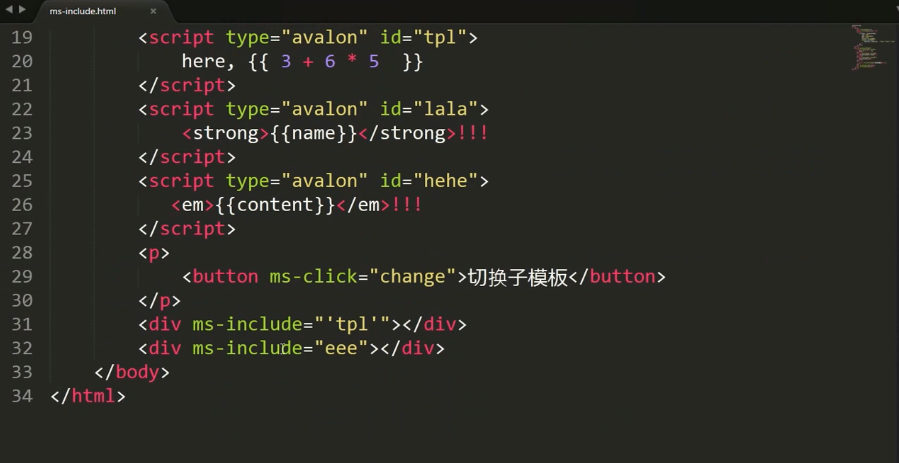 ms-include.html ×
19 <script type="avalon" id="tpl">
20 here, {{ 3 + 6 * 5  }}
21 </script>
22 <script type="avalon" id="lala">
23 <strong>{{name}}</strong>!!!
24 </script>
25 <script type="avalon" id="hehe">
26 <em>{{content}}</em>!!!
27 </script>
28 <p>
29 <button ms-click="change">切换子模板</button>
30 </p>
31 <div ms-include="'tpl'"></div>
32 <div ms-include="eee"></div>
33 </body>
34 </html>